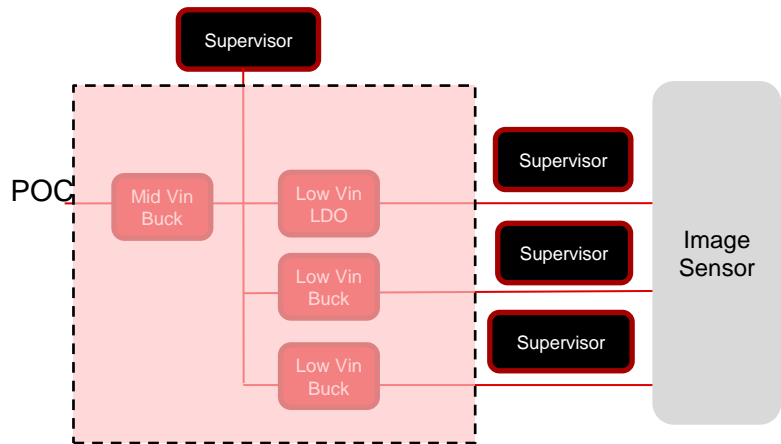 Supervisor
POC
Mid Vin
Buck
Low Vin
LDO
Supervisor
Low Vin
Buck
Supervisor
Low Vin
Buck
Supervisor
Image
Sensor